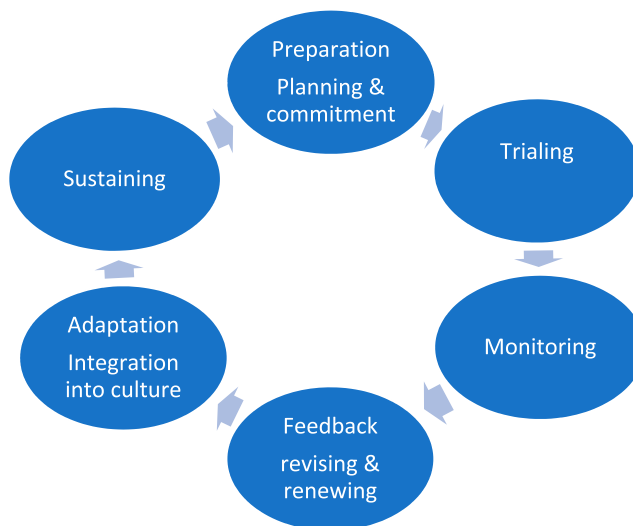 Preparation
Planning &
commitment
Trialing
Monitoring
Feedback
revising &
renewing
Adaptation
Integration
into culture
Sustaining